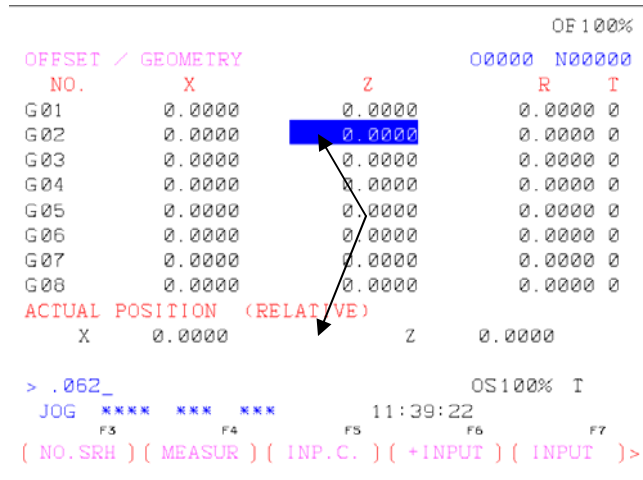 OF100%
OFFSET / GEOMETRY O0000 N00000
NO. X Z R T
G01 0.0000 0.0000 0.0000 0
G02 0.0000 0.0000 0.0000 0
G03 0.0000 0.0000 0.0000 0
G04 0.0000 0.0000 0.0000 0
G05 0.0000 0.0000 0.0000 0
G06 0.0000 0.0000 0.0000 0
G07 0.0000 0.0000 0.0000 0
G08 0.0000 0.0000 0.0000 0
ACTUAL POSITION (RELATIVE)
X 0.0000 Z 0.0000
> .062_ OS100% T
JOG **** *** *** 11:39:22
F3 F4 F5 F6 F7
( NO.SRH )( MEASUR )( INP.C. )( +INPUT )( INPUT )>